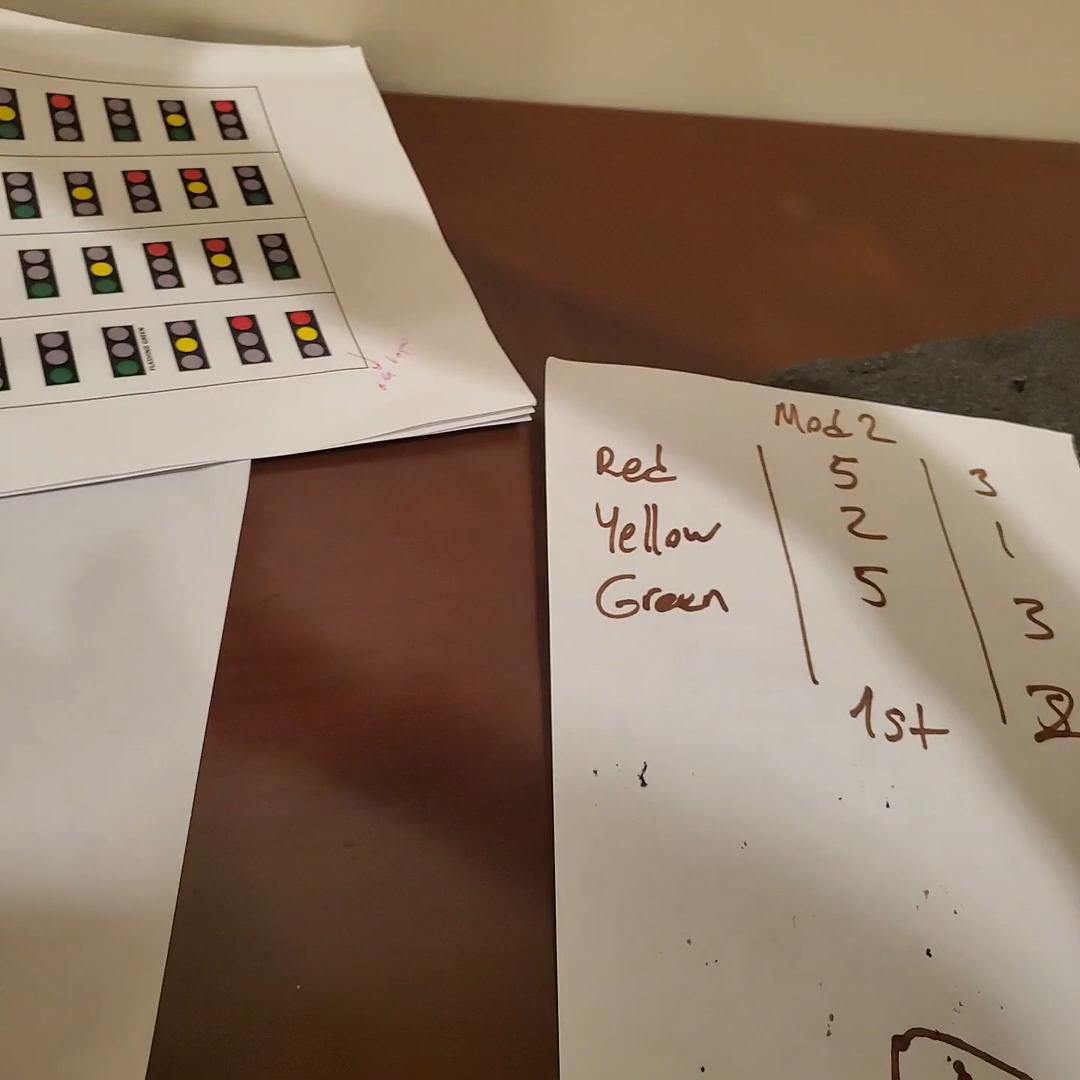 FLASHING GREEN
Mod 2
Red 5 3
Yellow 2 1
Green 5 3
1st